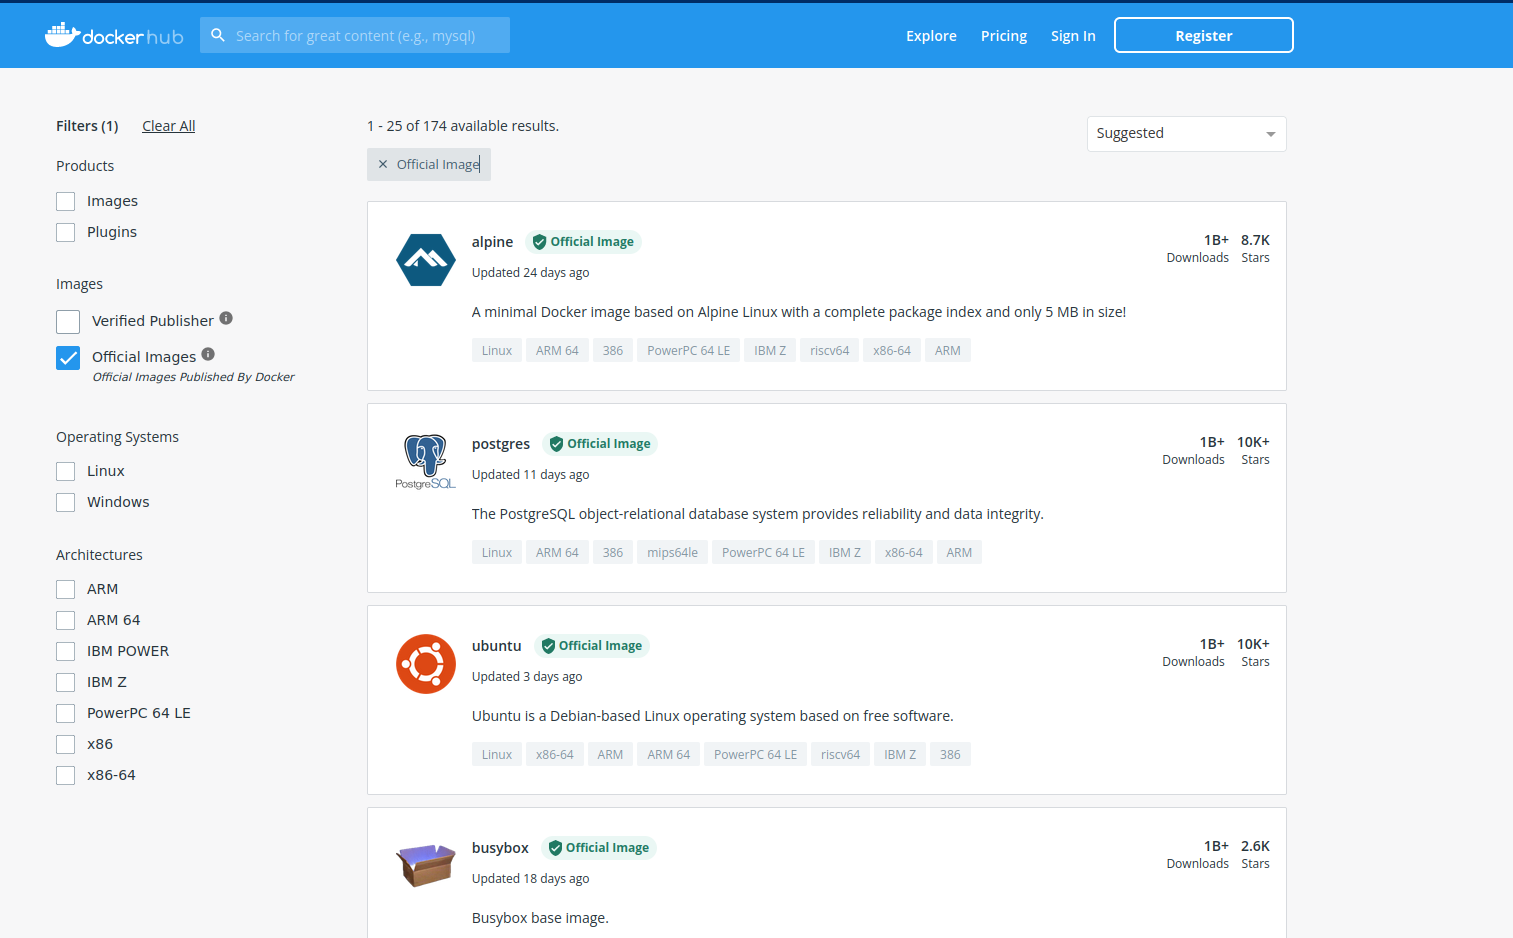 dockerhub Search for great content (e.g., mysql) Explore Pricing Sign In Register
Filters (1) Clear All
Products
Images
Plugins
Images
Verified Publisher
Official Images
Official Images Published By Docker
Operating Systems
Linux
Windows
Architectures
ARM
ARM 64
IBM POWER
IBM Z
PowerPC 64 LE
x86
x86-64
1 - 25 of 174 available results.
Suggested
Official Image
alpine Official Image
1B+ 8.7K
Downloads Stars
Updated 24 days ago
A minimal Docker image based on Alpine Linux with a complete package index and only 5 MB in size!
Linux ARM 64 386 PowerPC 64 LE IBM Z riscv64 x86-64 ARM
PostgreSQL
postgres Official Image
1B+ 10K+
Downloads Stars
Updated 11 days ago
The PostgreSQL object-relational database system provides reliability and data integrity.
Linux ARM 64 386 mips64le PowerPC 64 LE IBM Z x86-64 ARM
ubuntu Official Image
1B+ 10K+
Downloads Stars
Updated 3 days ago
Ubuntu is a Debian-based Linux operating system based on free software.
Linux x86-64 ARM ARM 64 PowerPC 64 LE riscv64 IBM Z 386
busybox Official Image
1B+ 2.6K
Downloads Stars
Updated 18 days ago
Busybox base image.